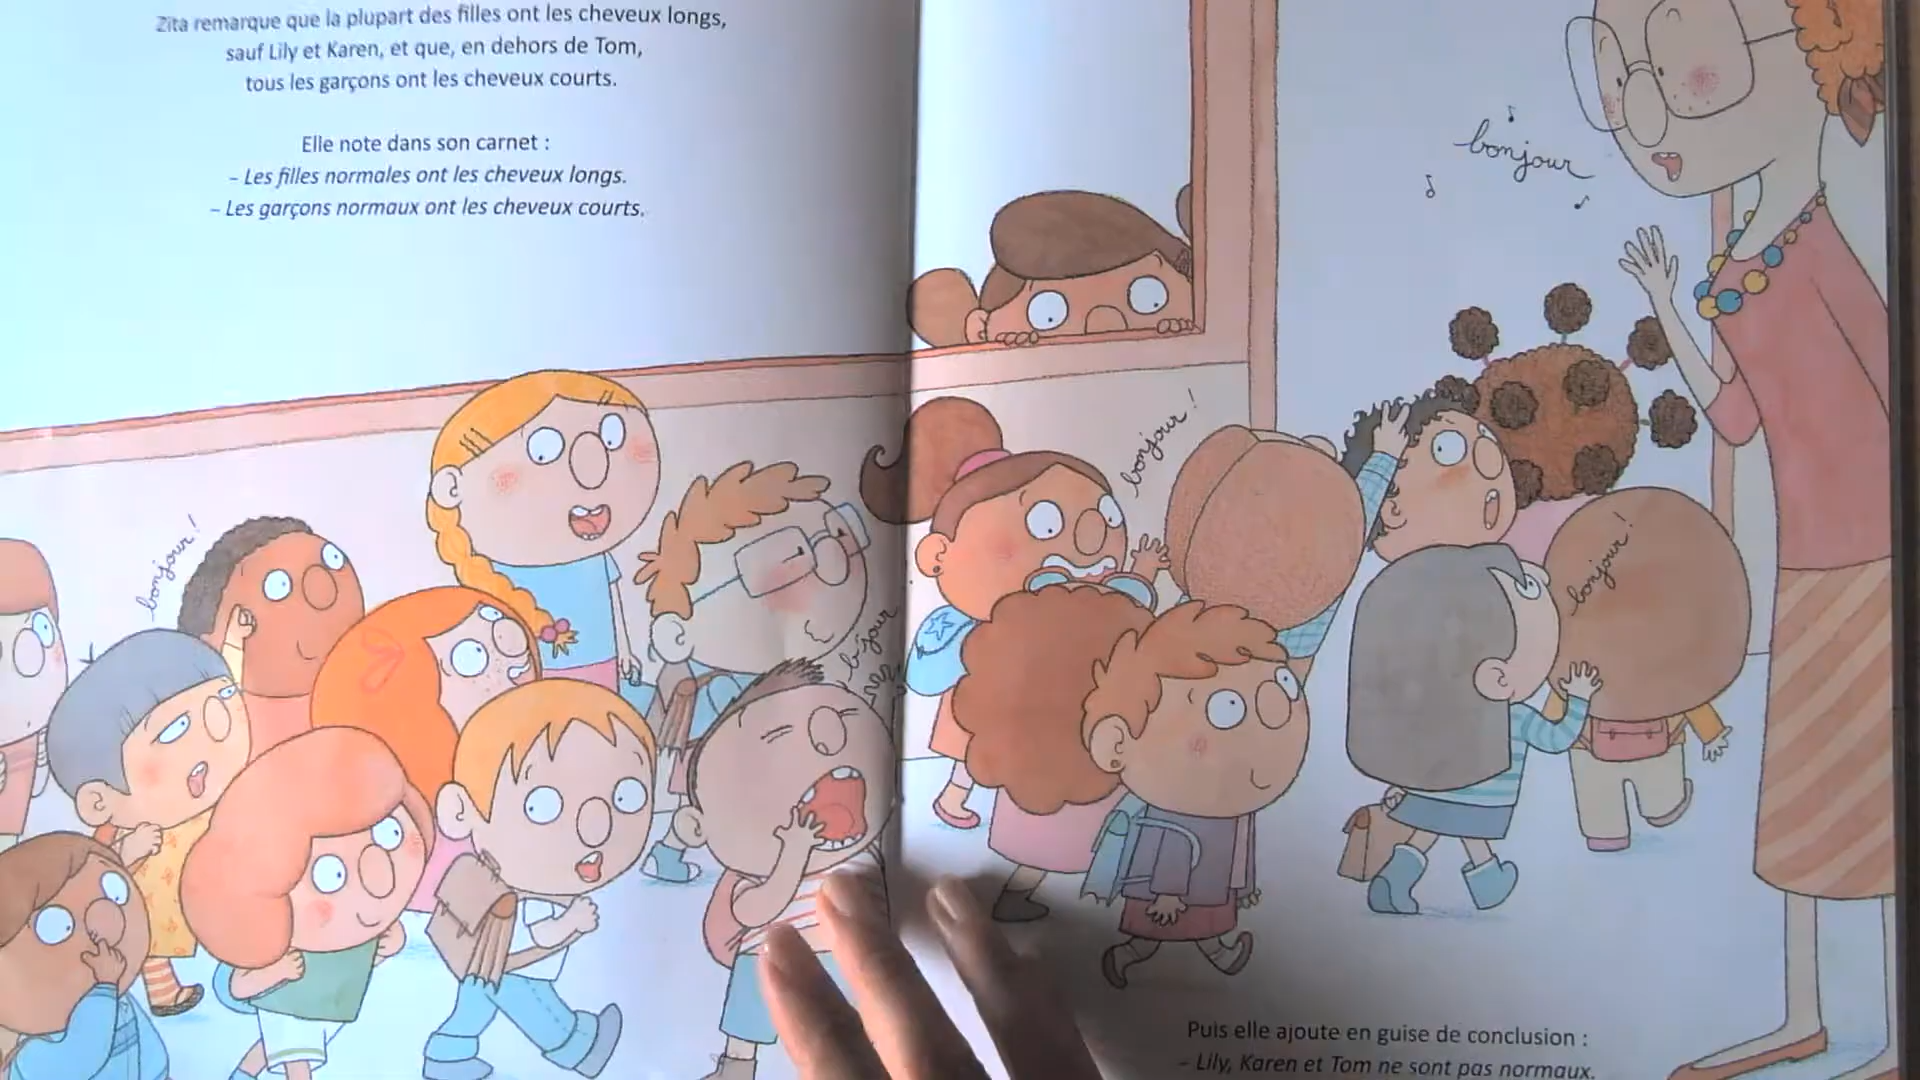 Zita remarque que la plupart des filles ont les cheveux longs,
sauf Lily et Karen, et que, en dehors de Tom,
tous les garçons ont les cheveux courts.
Elle note dans son carnet :
– Les filles normales ont les cheveux longs.
– Les garçons normaux ont les cheveux courts.
bonjour !
b-jour
bonjour !
bonjour
bonjour !
Puis elle ajoute en guise de conclusion :
– Lily, Karen et Tom ne sont pas normaux.